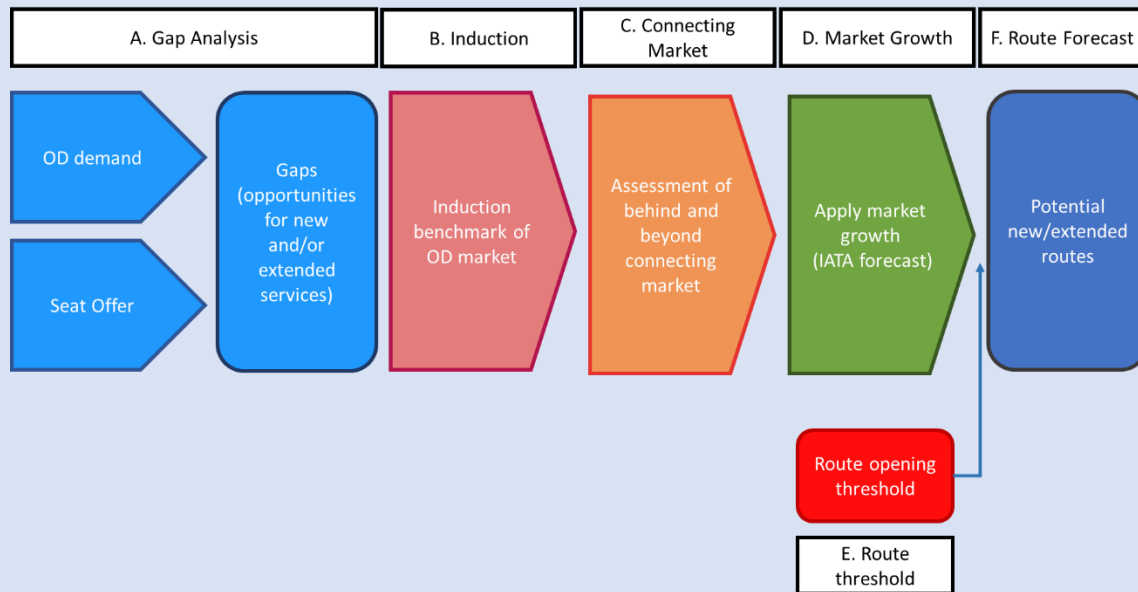 A. Gap Analysis
B. Induction
C. Connecting
Market
D. Market Growth
F. Route Forecast
OD demand
Seat Offer
Gaps
(opportunities
for new
and/or
extended
services)
Induction
benchmark of
OD market
Assessment of
behind and
beyond
connecting
market
Apply market
growth
(IATA forecast)
Potential
new/extended
routes
Route opening
threshold
E. Route
threshold